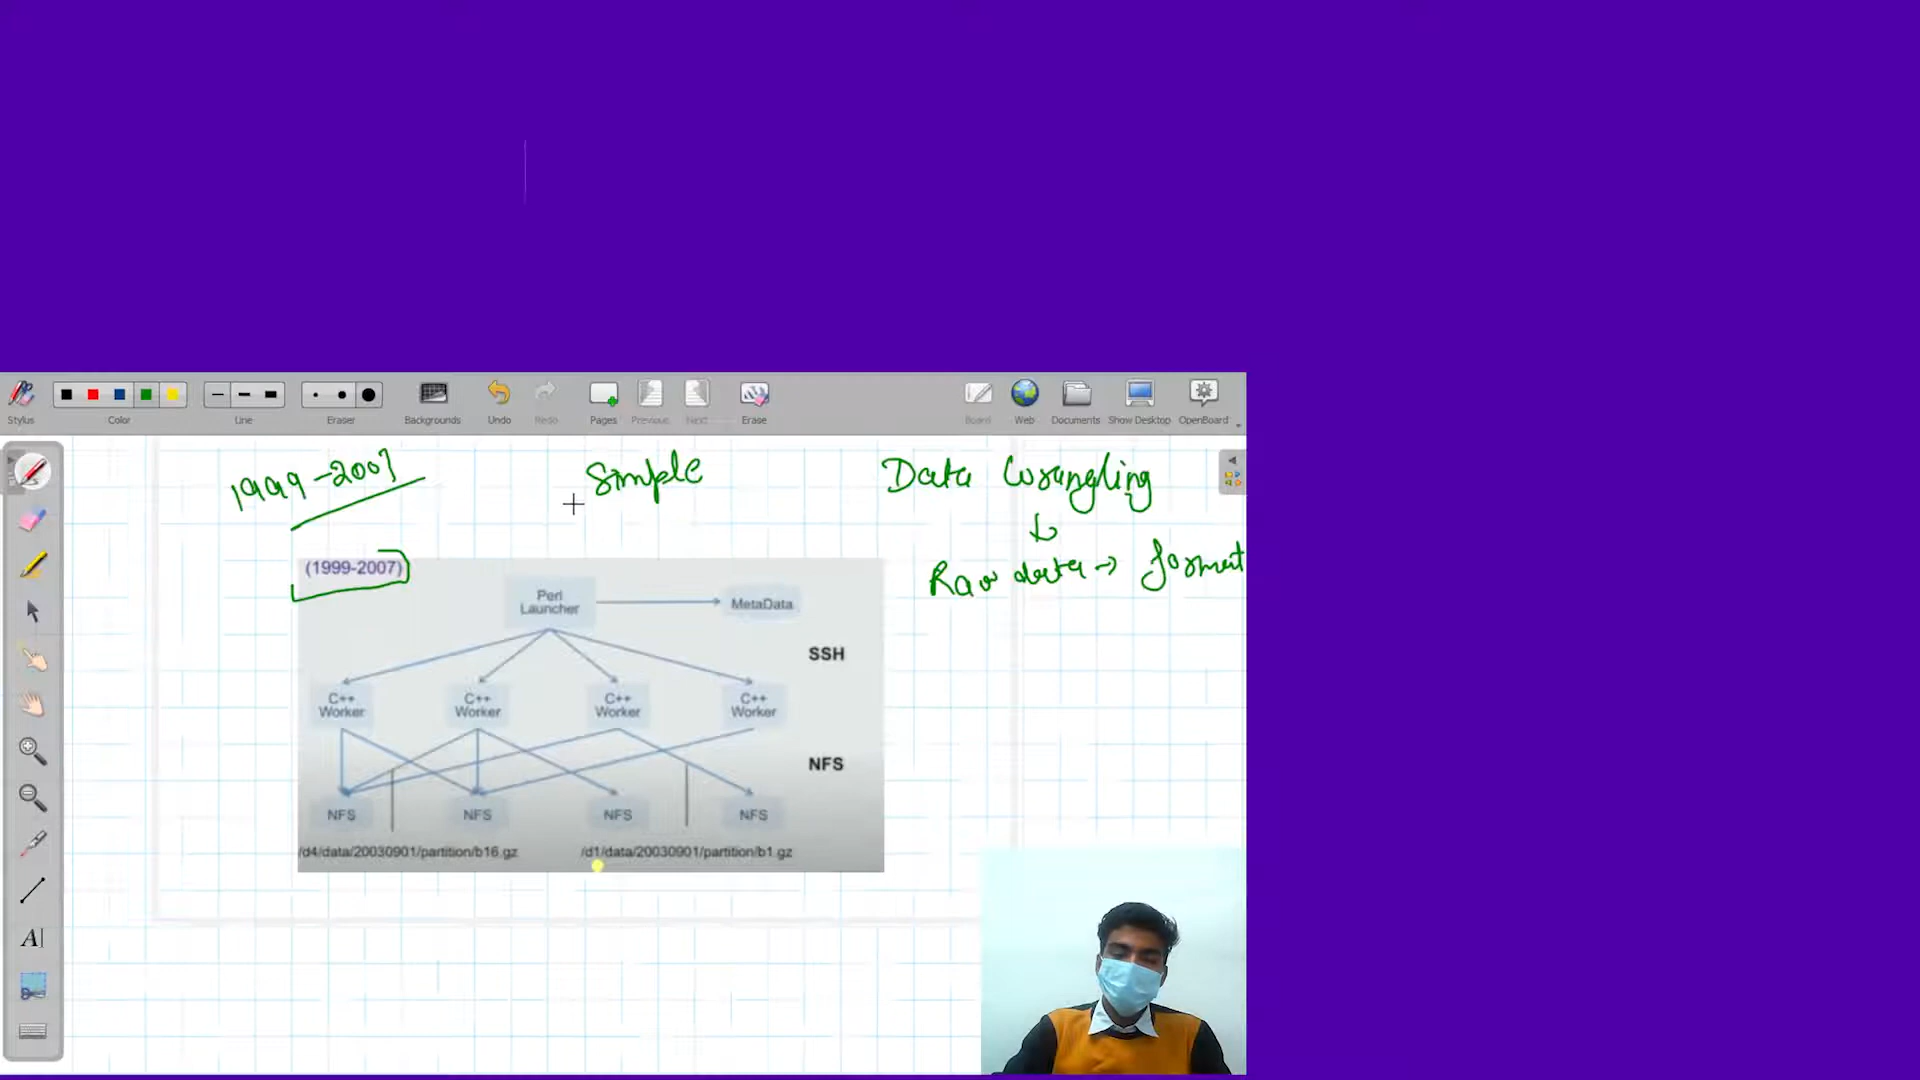 Stylus
Color
Line
Eraser
Backgrounds
Undo
Redo
Pages
Previous
Next
Erase
Board
Web
Documents
Show Desktop
OpenBoard
1999-2007
Simple
Data Wrangling
Raw data → format
(1999-2007)
Perl
Launcher
MetaData
SSH
C++
Worker
C++
Worker
C++
Worker
C++
Worker
NFS
NFS
NFS
NFS
NFS
/d4/data/20030901/partition/b16.gz
/d1/data/20030901/partition/b1.gz
A